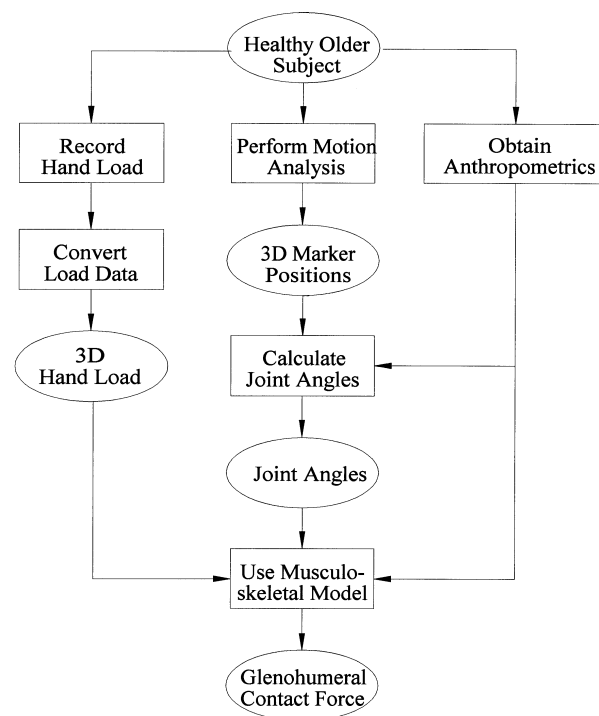 Healthy Older
Subject
Record
Hand Load
Perform Motion
Analysis
Obtain
Anthropometrics
Convert
Load Data
3D Marker
Positions
3D
Hand Load
Calculate
Joint Angles
Joint Angles
Use Musculo-
skeletal Model
Glenohumeral
Contact Force